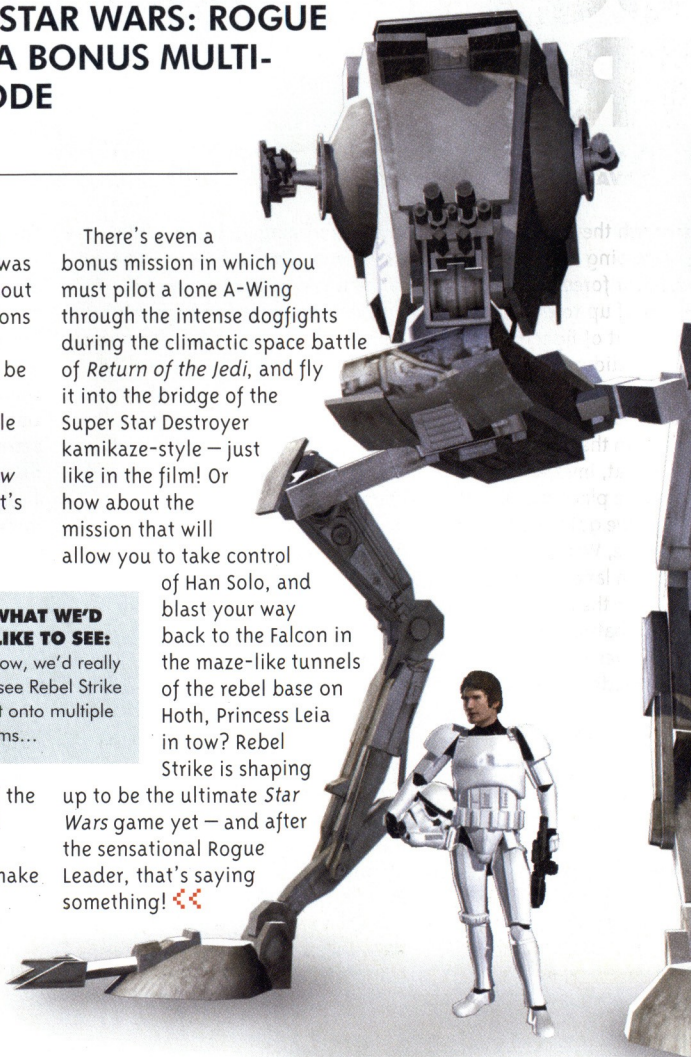 STAR WARS: ROGUE
A BONUS MULTI-
ODE
was
out
ons
be
le
w
t's
the
make
There's even a
bonus mission in which you
must pilot a lone A-Wing
through the intense dogfights
during the climactic space battle
of Return of the Jedi, and fly
it into the bridge of the
Super Star Destroyer
kamikaze-style – just
like in the film! Or
how about the
mission that will
allow you to take control
of Han Solo, and
blast your way
back to the Falcon in
the maze-like tunnels
of the rebel base on
Hoth, Princess Leia
in tow? Rebel
Strike is shaping
up to be the ultimate Star
Wars game yet – and after
the sensational Rogue
Leader, that's saying
something! <<
WHAT WE'D
LIKE TO SEE:
ow, we'd really
see Rebel Strike
t onto multiple
ms...